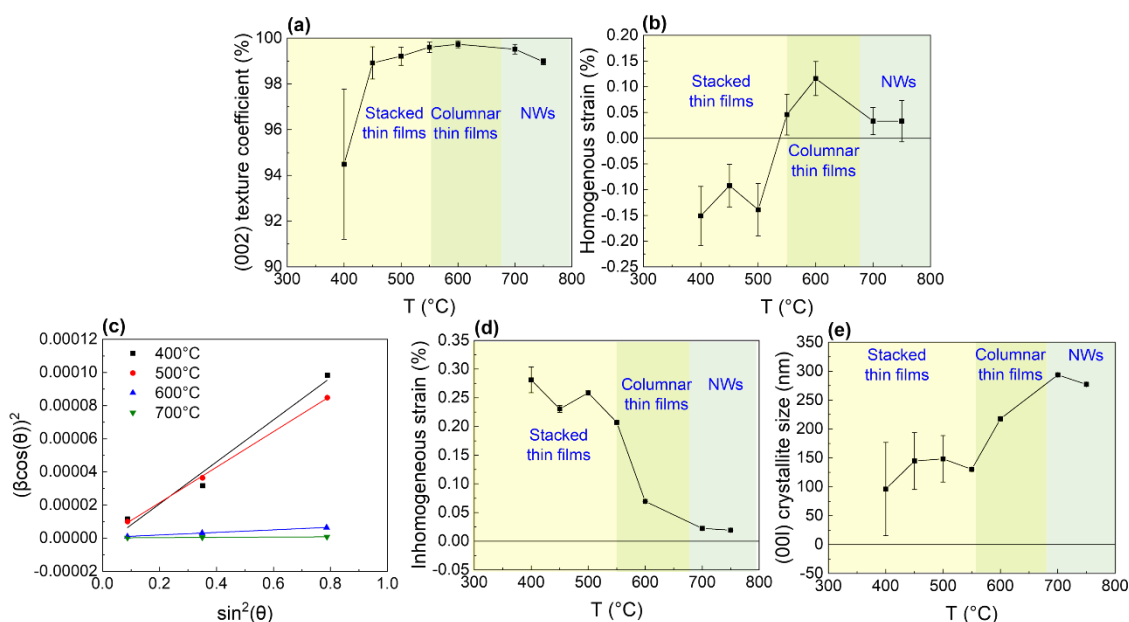 (a)
(002) texture coefficient (%)
100
98
96
94
92
90
Stacked Columnar NWs
thin films thin films
300 400 500 600 700 800
T (°C)
(b)
Homogenous strain (%)
0.20
0.15
0.10
0.05
0.00
-0.05
-0.10
-0.15
-0.20
-0.25
Stacked
thin films
NWs
Columnar
thin films
300 400 500 600 700 800
T (°C)
(c)
(βcos(θ))²
0.00012
0.00010
0.00008
0.00006
0.00004
0.00002
0.00000
-0.00002
400°C
500°C
600°C
700°C
0.0 0.2 0.4 0.6 0.8 1.0
sin²(θ)
(d)
Inhomogeneous strain (%)
0.35
0.30
0.25
0.20
0.15
0.10
0.05
0.00
-0.05
Columnar NWs
thin films
Stacked
thin films
300 400 500 600 700 800
T (°C)
(e)
(00l) crystallite size (nm)
350
300
250
200
150
100
50
0
-50
Stacked
thin films
Columnar
thin films
NWs
300 400 500 600 700 800
T (°C)